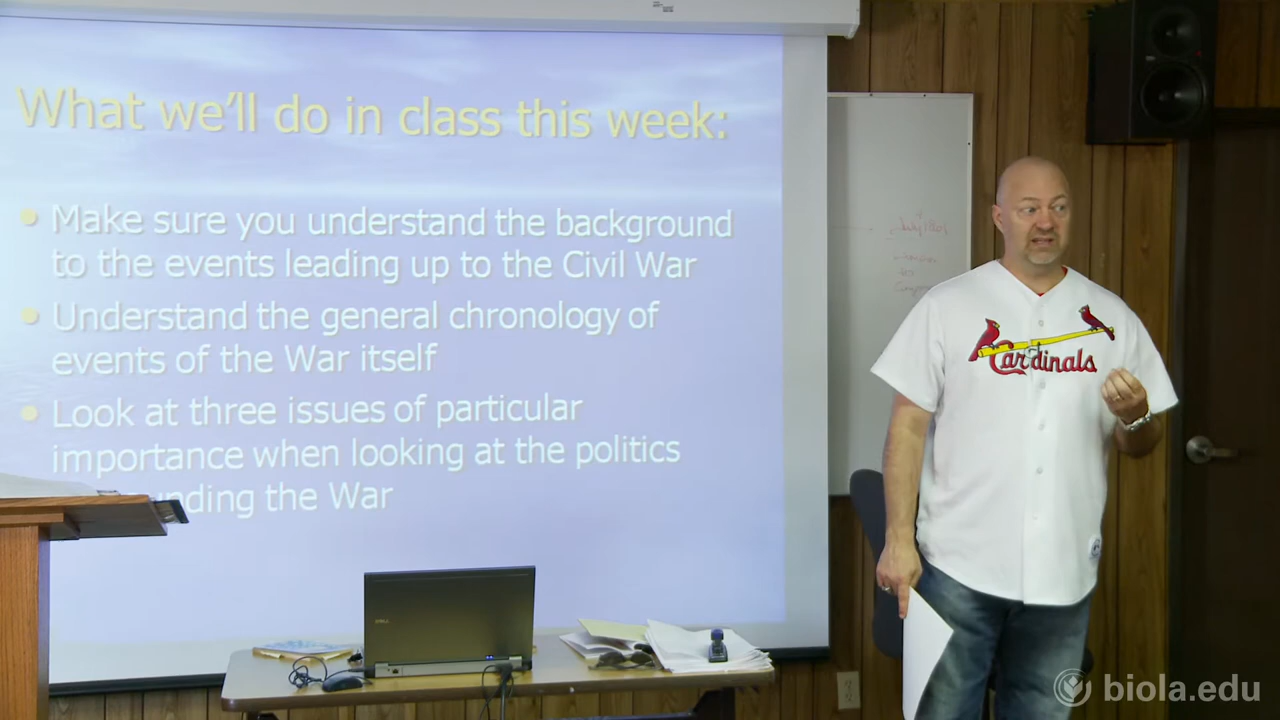 What we'll do in class this week:
Make sure you understand the background
to the events leading up to the Civil War
Understand the general chronology of
events of the War itself
Look at three issues of particular
importance when looking at the politics
the War
Cardinals
DELL
biola.edu